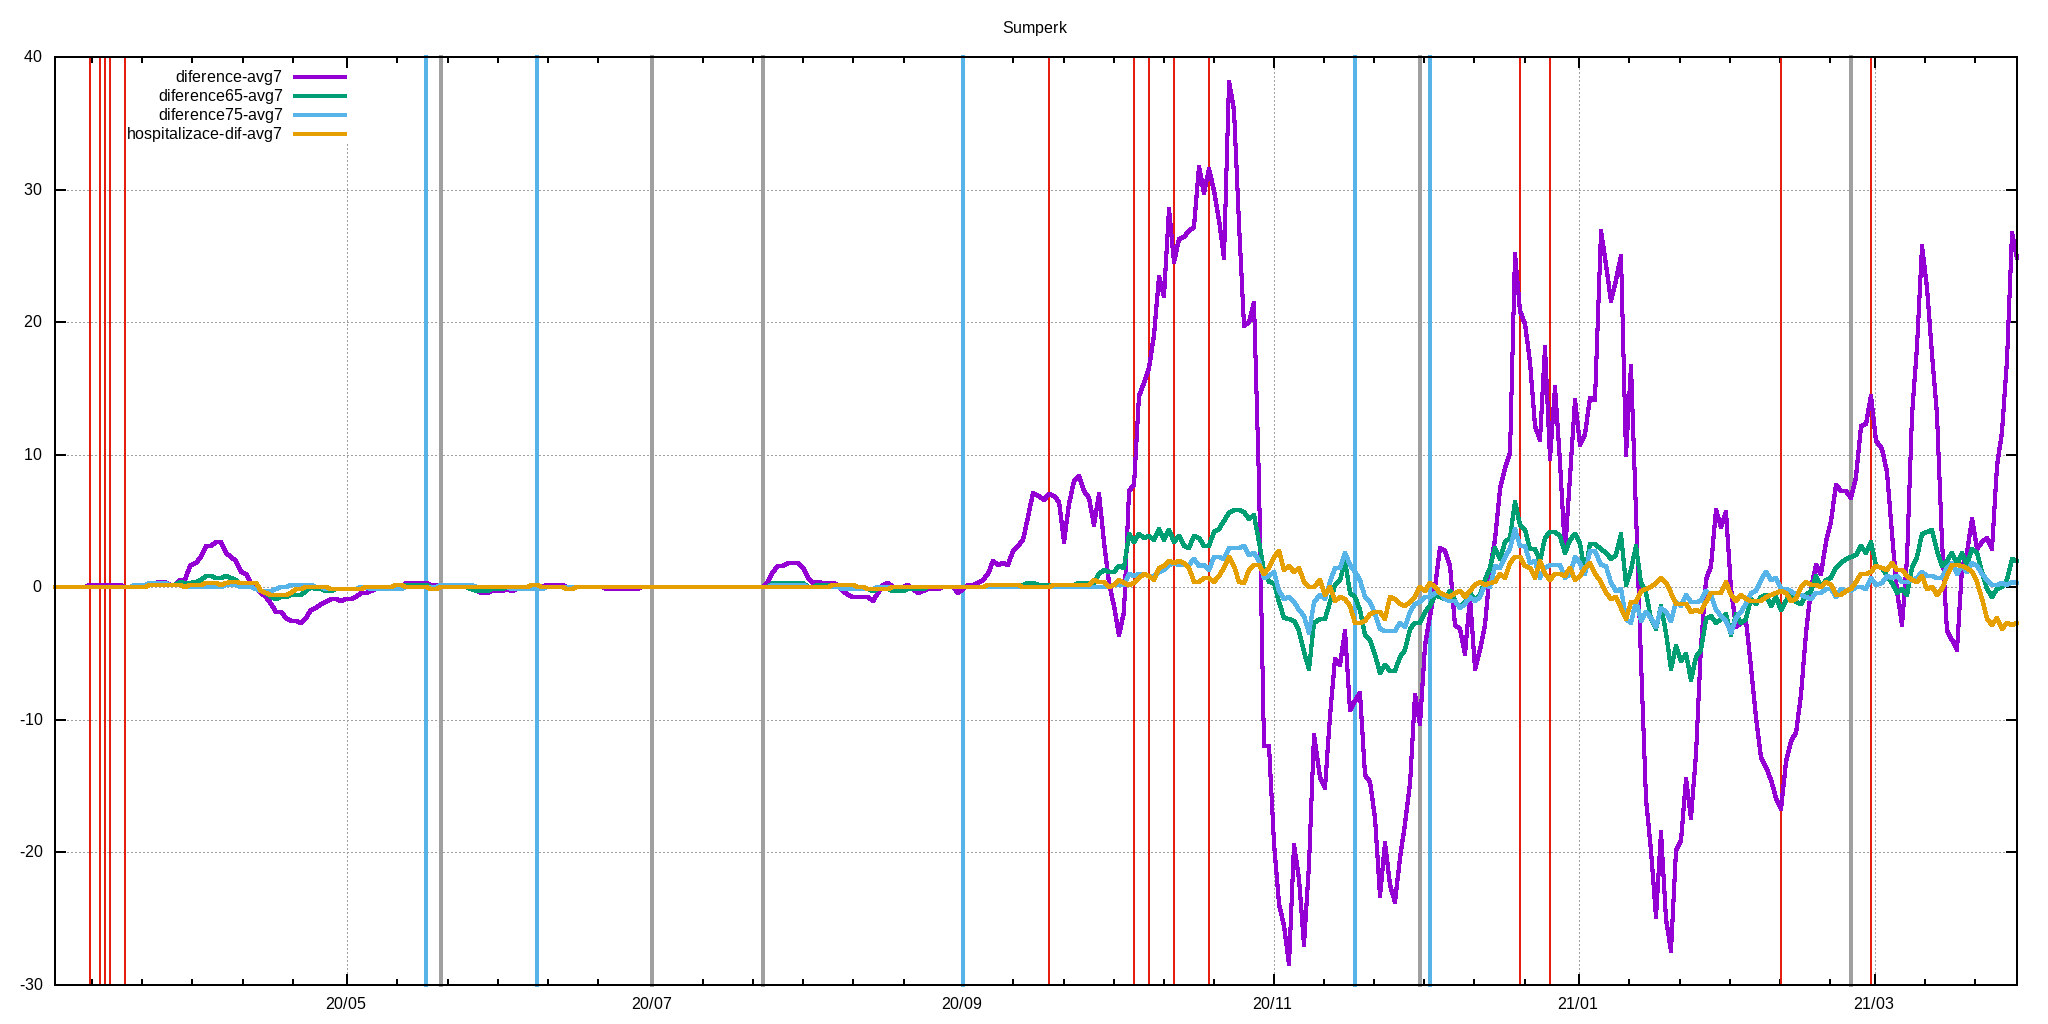 Sumperk
40
diference-avg7
diference65-avg7
diference75-avg7
hospitalizace-dif-avg7
30
20
10
0
-10
-20
-30
20/05 20/07 20/09 20/11 21/01 21/03